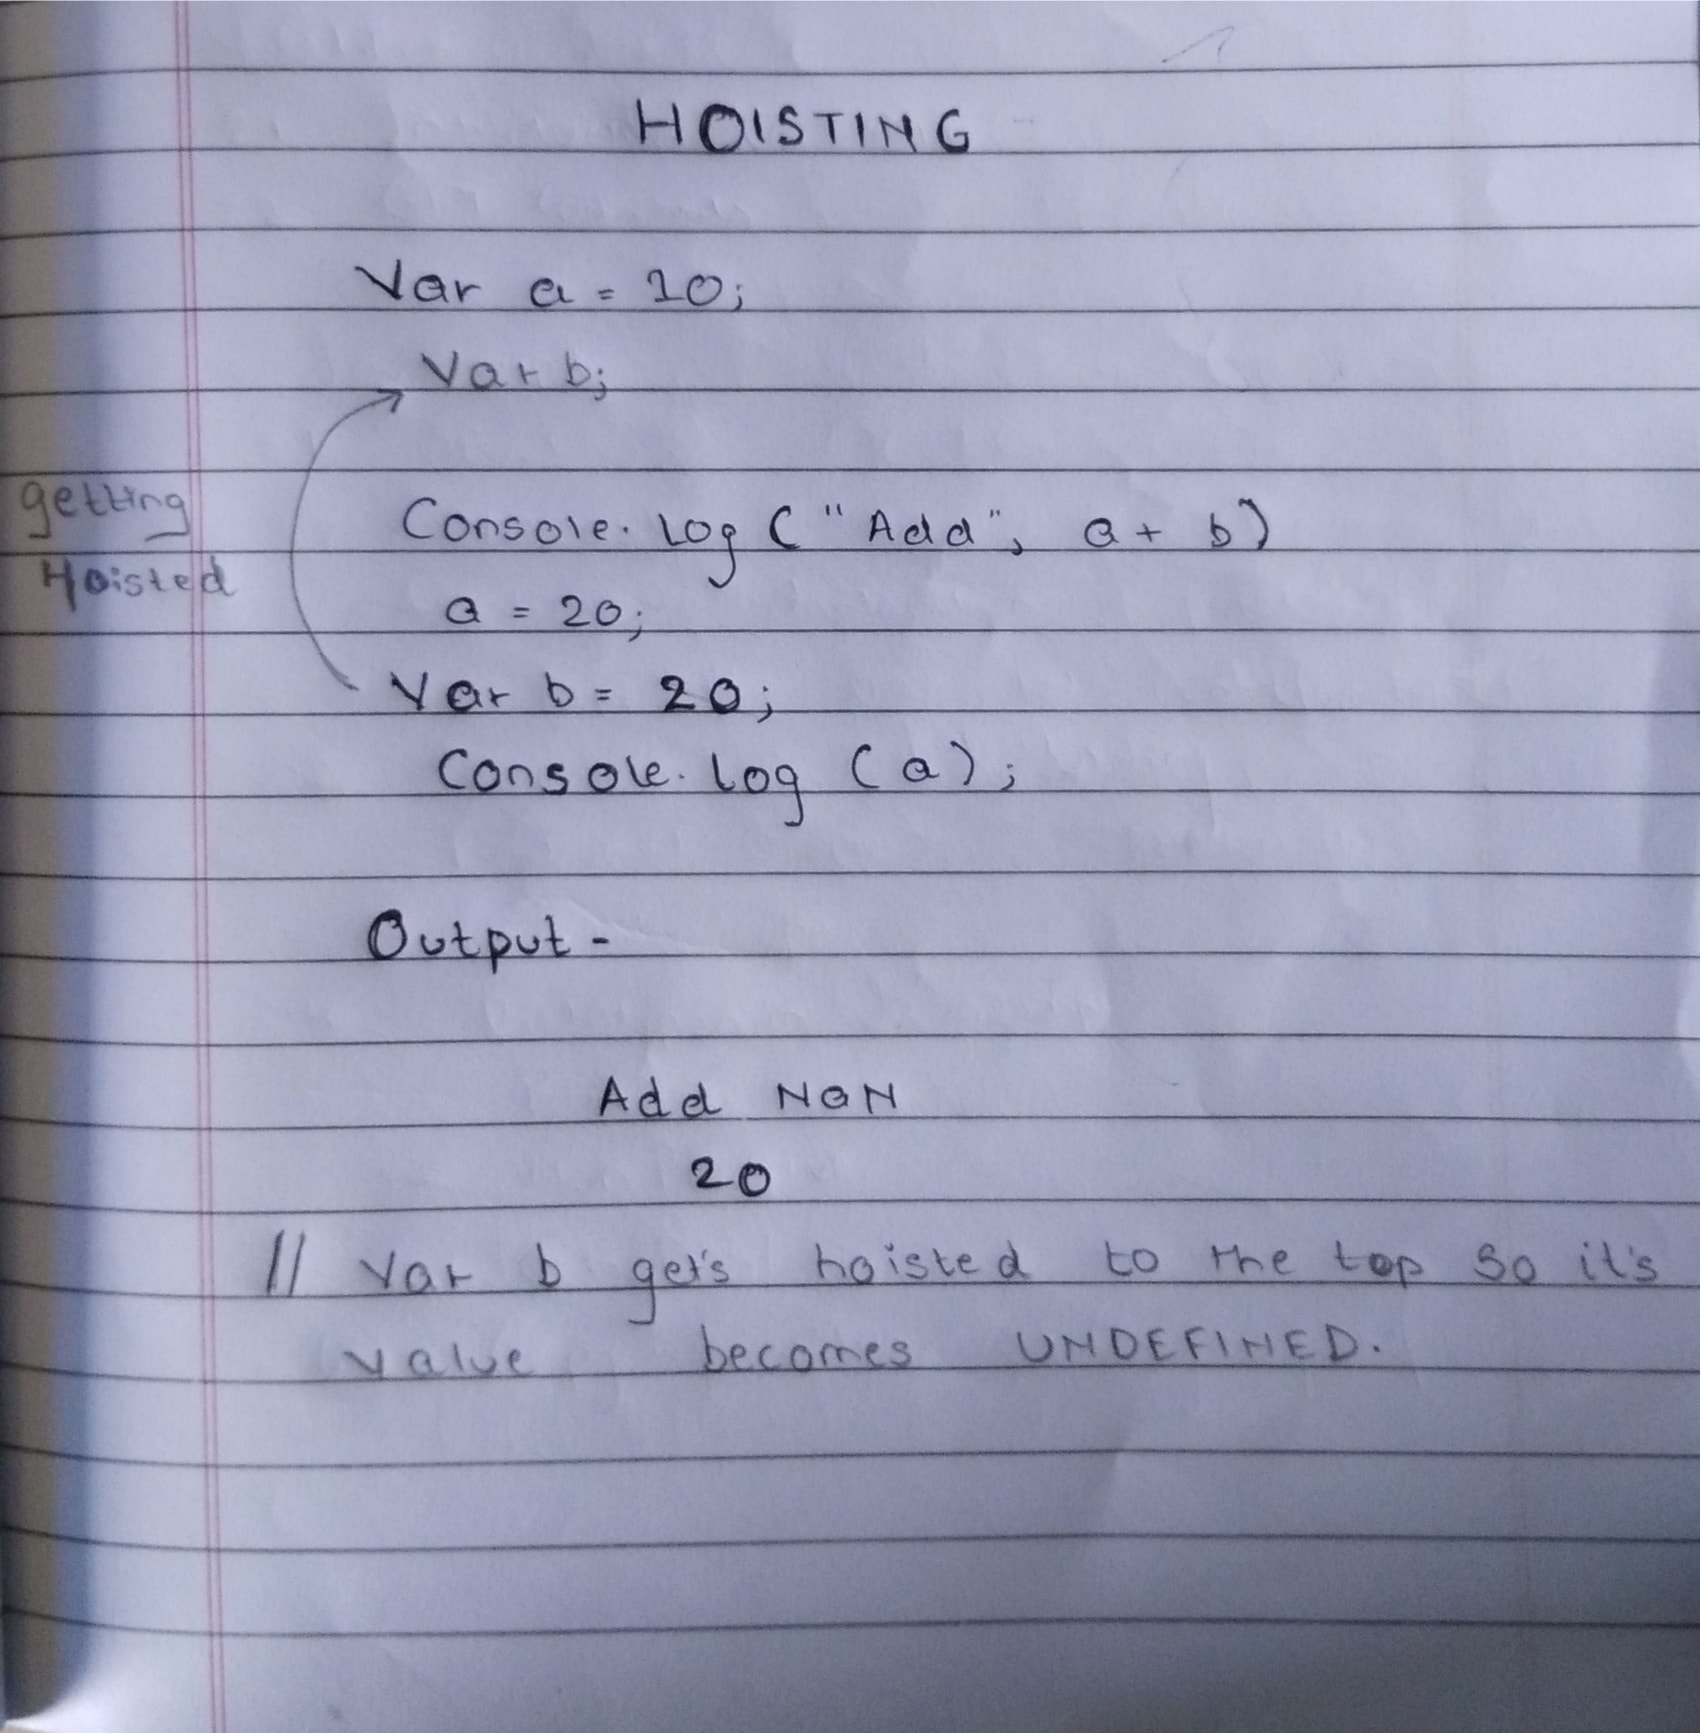 HOISTING
Var a = 10;
Var b;
getting
Hoisted
Console. Log ("Add", a + b)
a = 20;
Var b = 20;
Console. log (a);
Output -
Add NaN
20
// Var b get's hoisted to the top so it's
value becomes UNDEFINED.